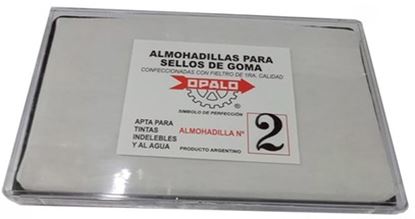 ALMOHADILLAS PARA
SELLOS DE GOMA
CONFECCIONADAS CON FIELTRO DE 1RA. CALIDAD
OPALO
®
SIMBOLO DE PERFECCIÓN
APTA PARA
TINTAS
INDELEBLES
Y AL AGUA
ALMOHADILLA Nº
2
PRODUCTO ARGENTINO